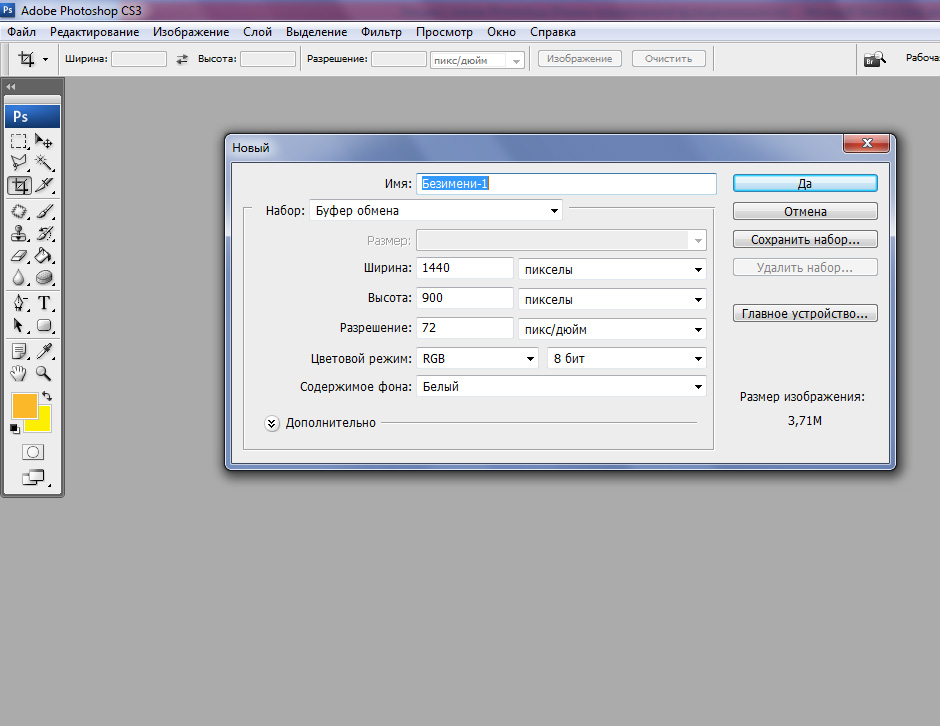 Ps Adobe Photoshop CS3
Файл Редактирование Изображение Слой Выделение Фильтр Просмотр Окно Справка
Ширина: Высота: Разрешение: пикс/дюйм Изображение Очистить Br Рабоча
Ps
T
Новый
Имя: Безимени-1 Да
Набор: Буфер обмена Отмена
Размер: Сохранить набор...
Ширина: 1440 пикселы Удалить набор...
Высота: 900 пикселы
Главное устройство...
Разрешение: 72 пикс/дюйм
Цветовой режим: RGB 8 бит
Содержимое фона: Белый
Размер изображения:
3,71M
Дополнительно